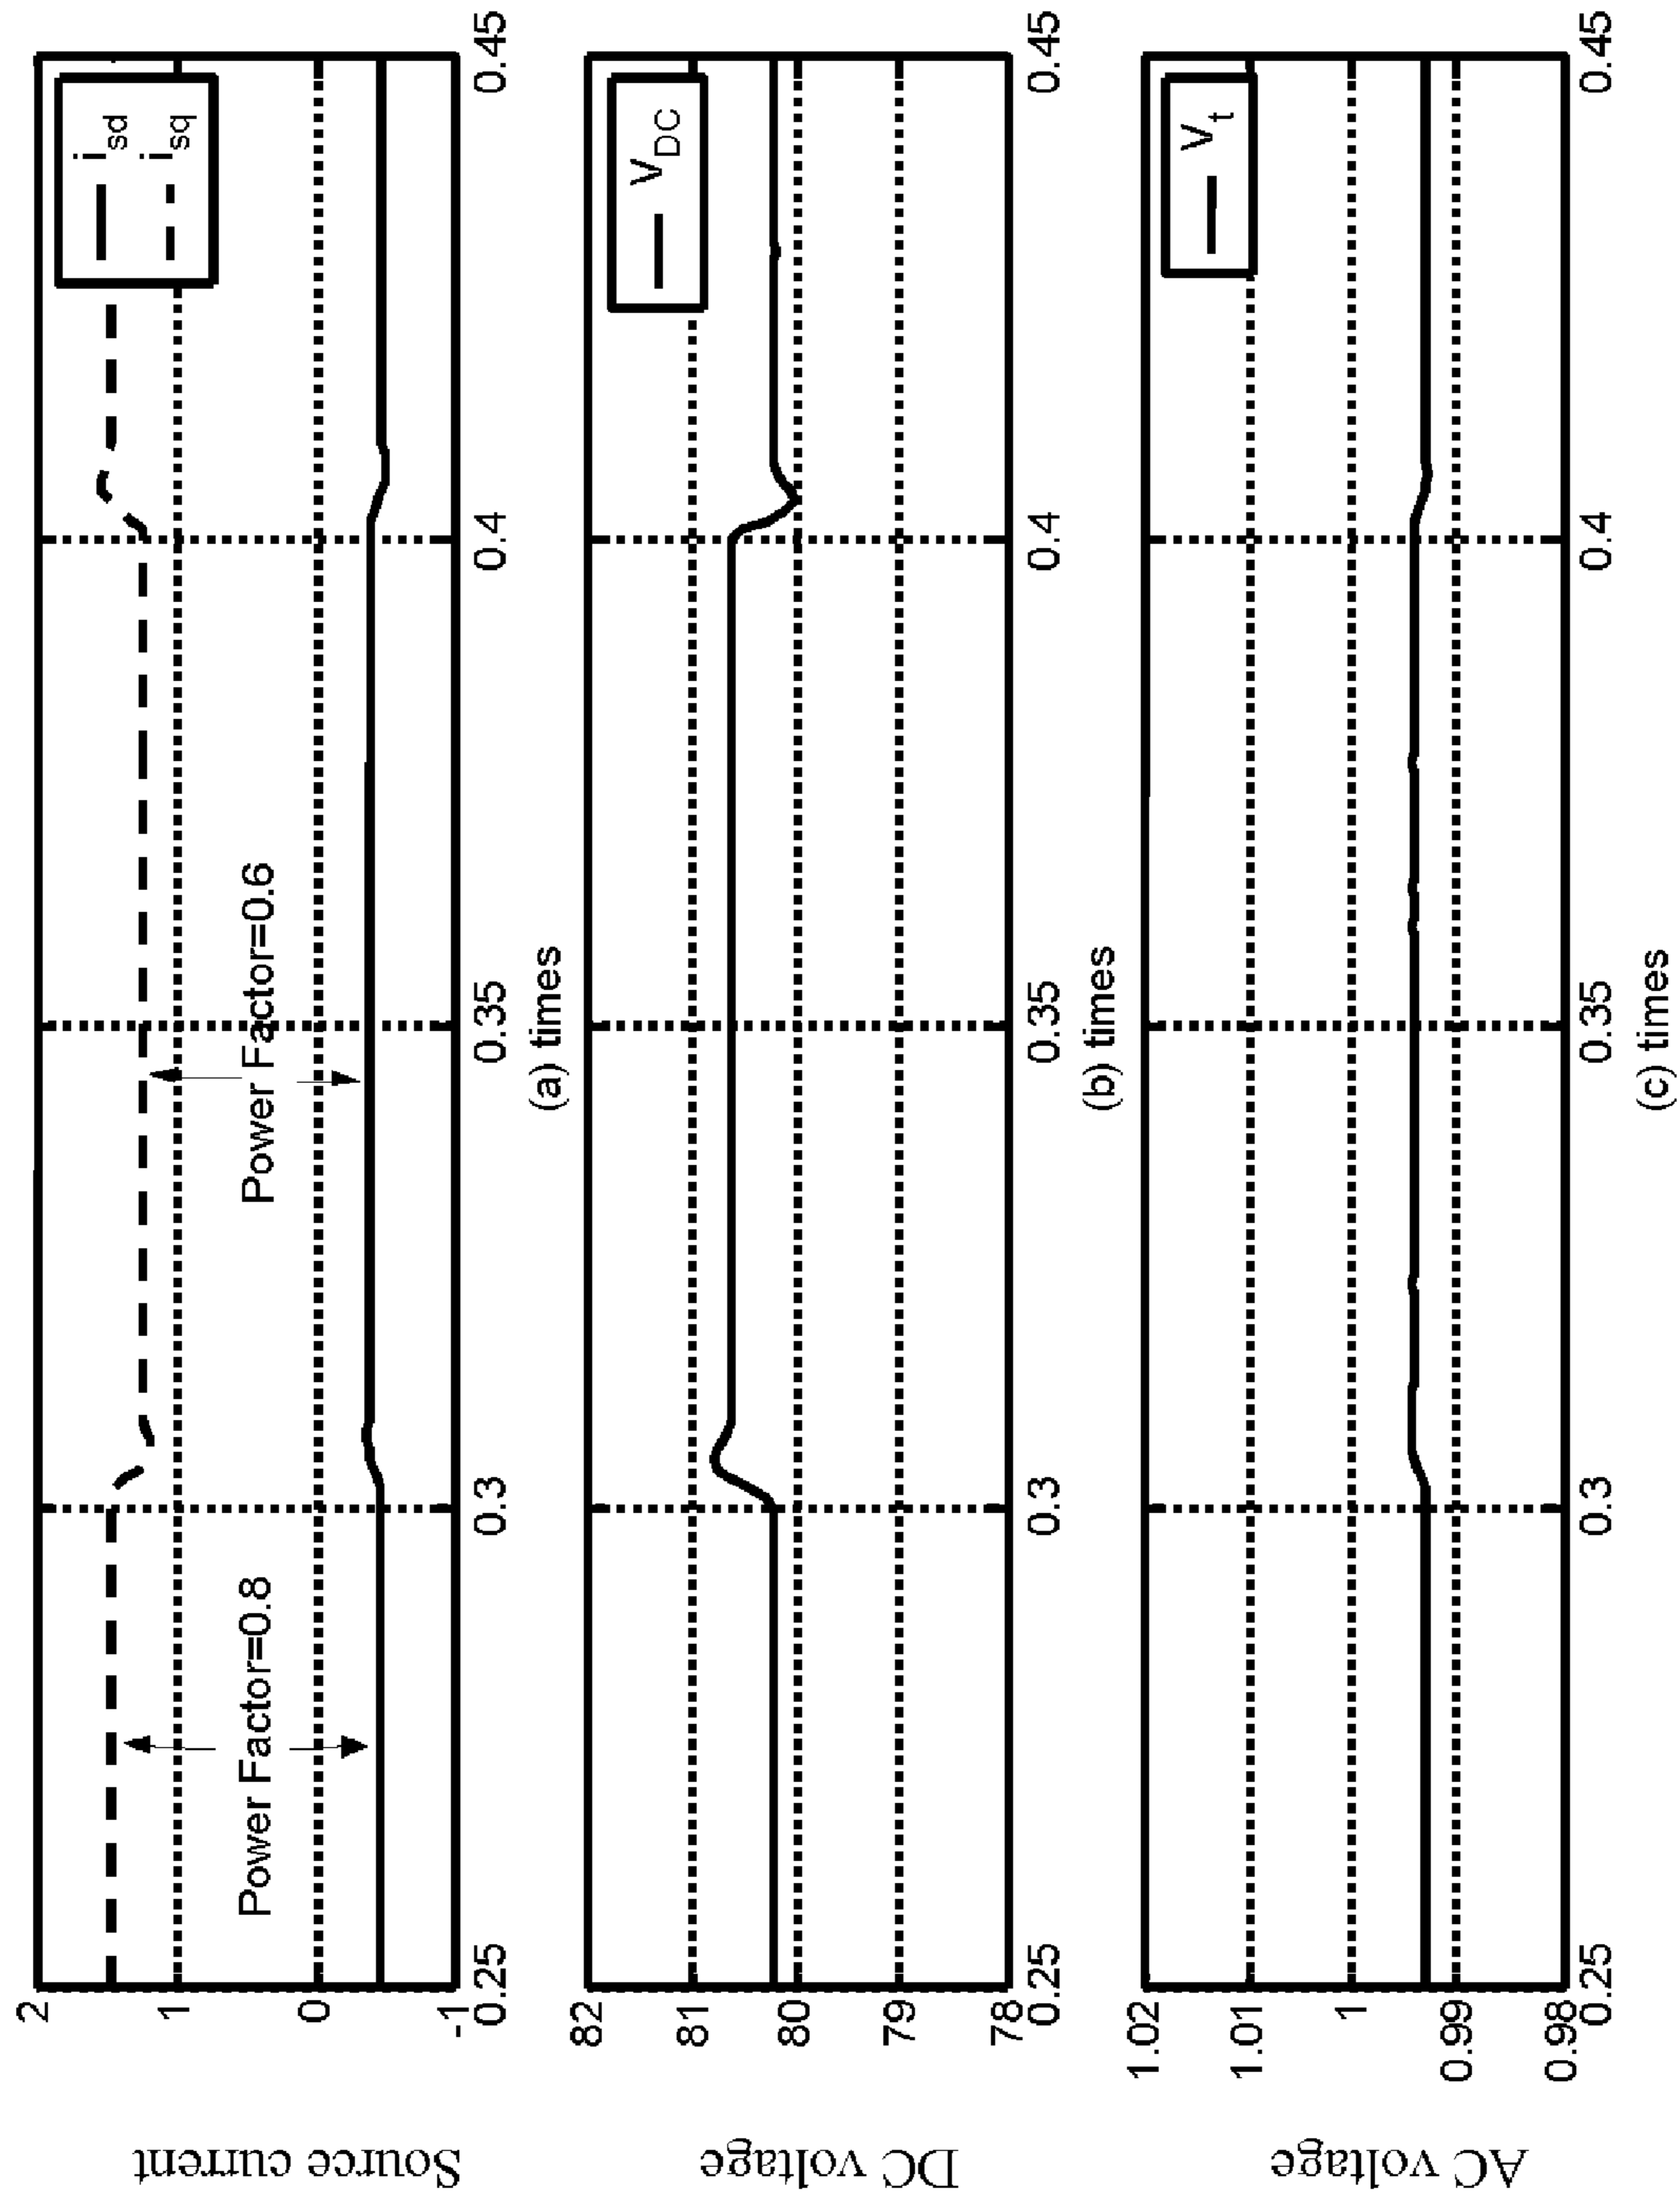 Source current
2
1
0
-1
i_sd
i_sq
Power Factor=0.8
Power Factor=0.6
0.25
0.3
0.35
0.4
0.45
(a) times
DC voltage
82
81
80
79
78
V_DC
0.25
0.3
0.35
0.4
0.45
(b) times
AC voltage
1.02
1.01
1
0.99
0.98
V_t
0.25
0.3
0.35
0.4
0.45
(c) times